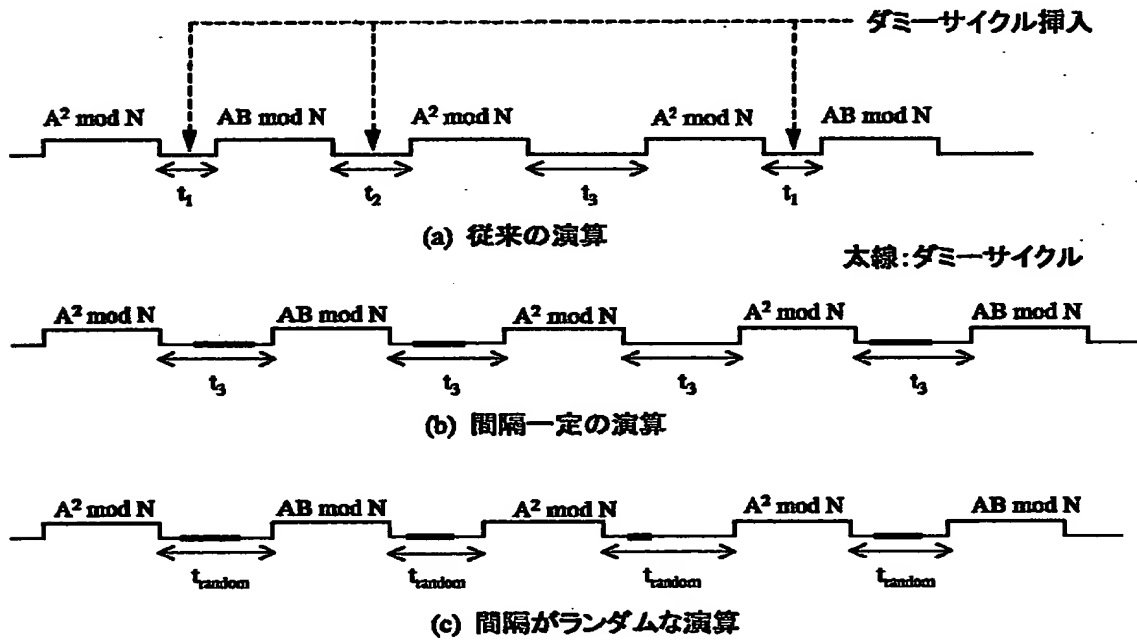 ダミーサイクル挿入
A² mod N AB mod N A² mod N A² mod N AB mod N
t₁ t₂ t₃ t₁
(a) 従来の演算
太線:ダミーサイクル
A² mod N AB mod N A² mod N A² mod N AB mod N
t₃ t₃ t₃ t₃
(b) 間隔一定の演算
A² mod N AB mod N A² mod N A² mod N AB mod N
t_random t_random t_random t_random
(c) 間隔がランダムな演算